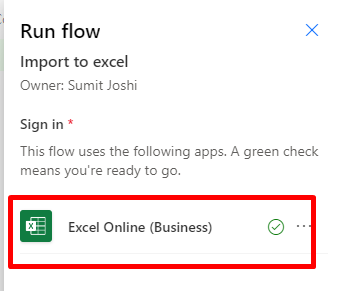 Run flow
Import to excel
Owner: Sumit Joshi
Sign in *
This flow uses the following apps. A green check
means you're ready to go.
Excel Online (Business)